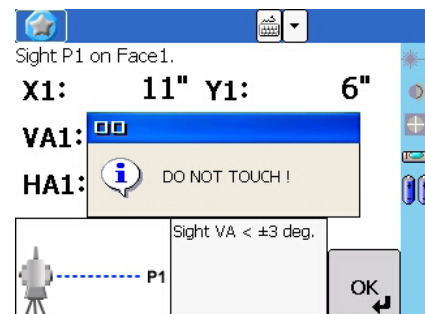 Sight P1 on Face1.
X1: 11" Y1: 6"
VA1:
DO NOT TOUCH !
HA1:
Sight VA < ±3 deg.
P1
OK